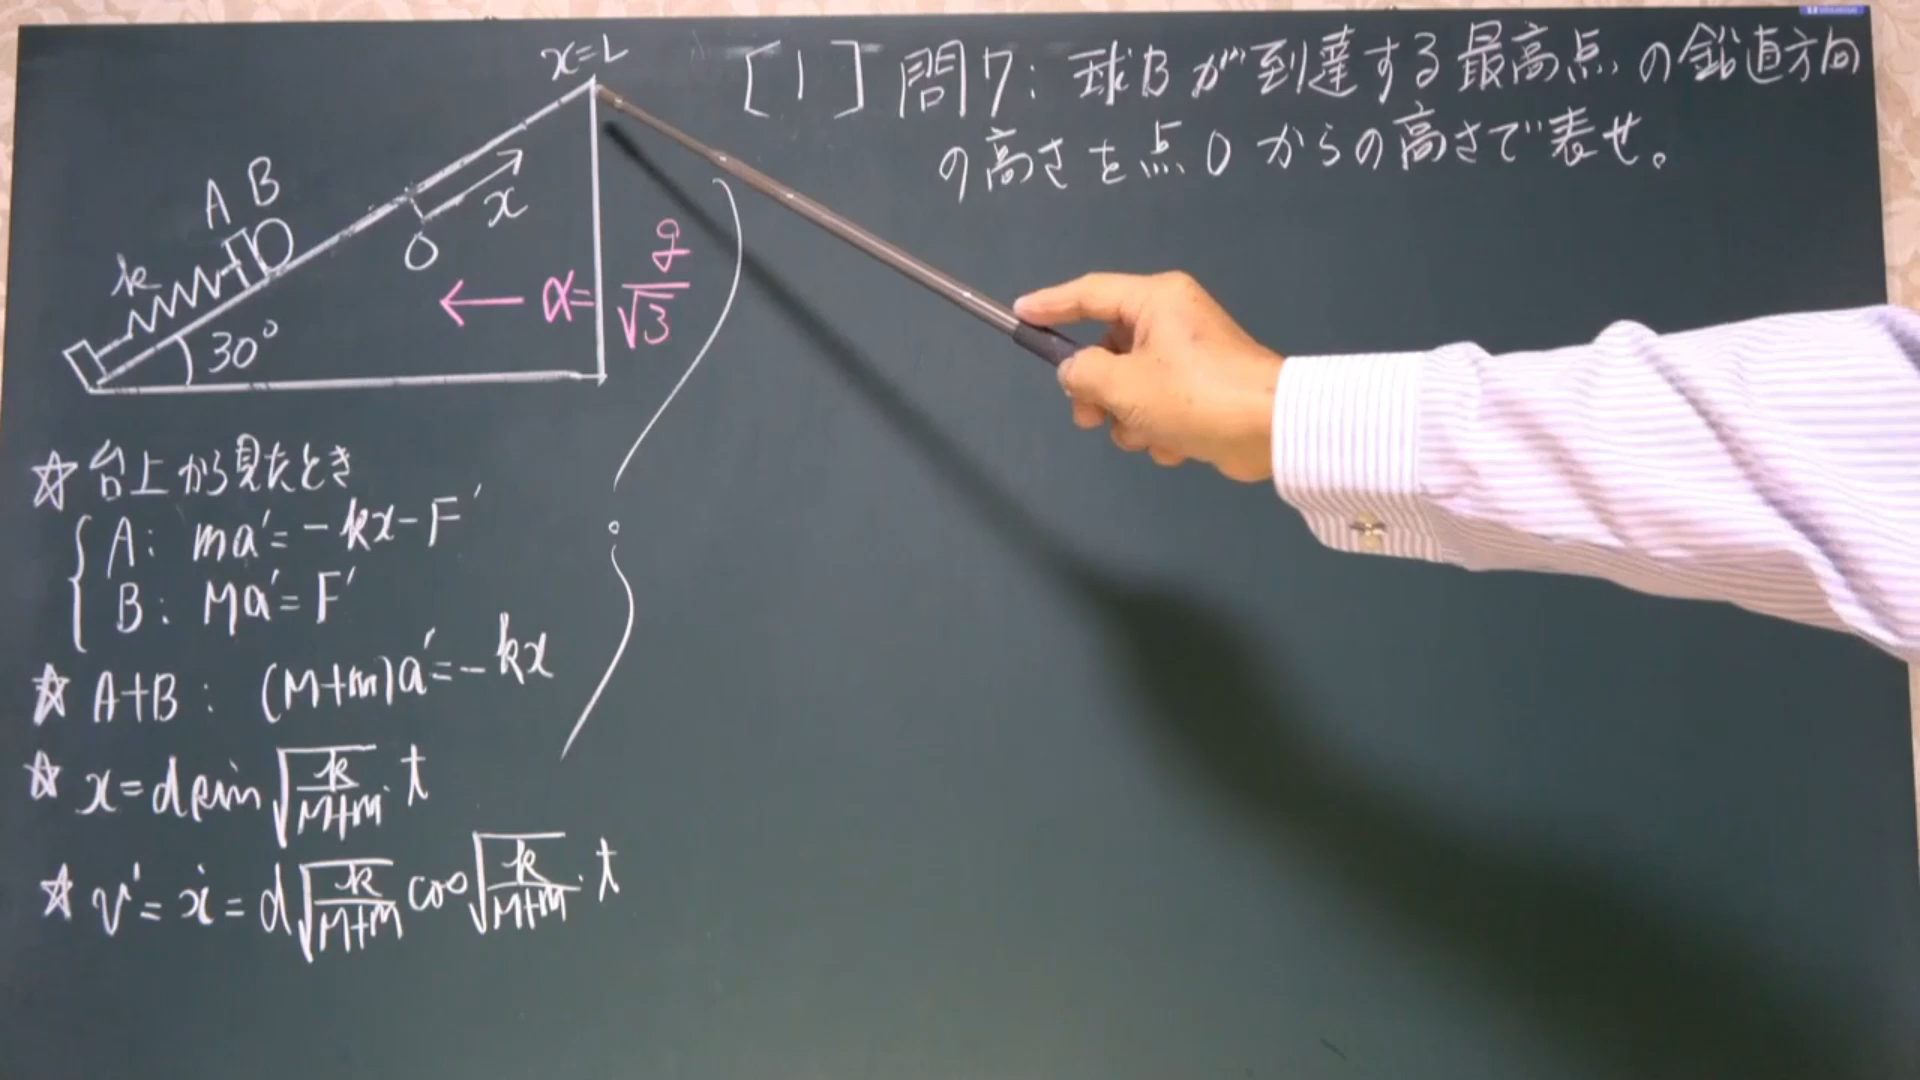 [1] 問7: 球Bが到達する最高点の鉛直方向
の高さを点Oからの高さで表せ。
x=L
A B
k
x
O
30°
← α= g/√3
☆ 台上から見たとき
A: ma'=-kx-F'
B: Ma'=F'
☆ A+B: (M+m)a'=-kx
☆ x=d sin√(k/(M+m))・t
☆ v'=ẋ=d√(k/(M+m)) cos√(k/(M+m))・t